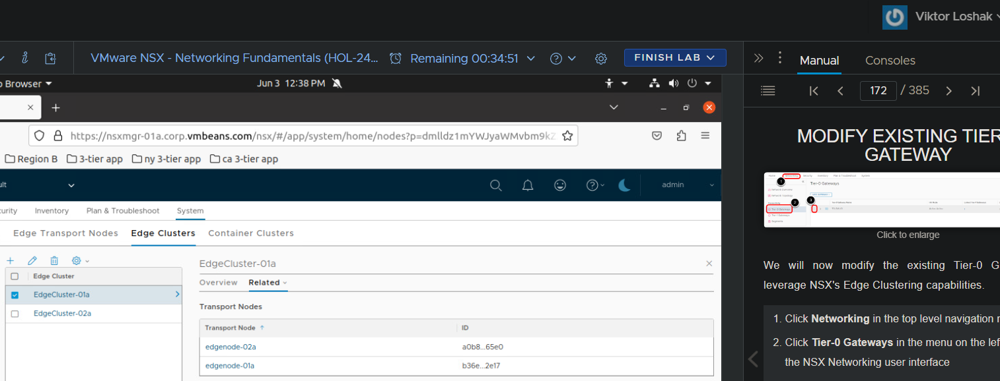 Viktor Loshak
VMware NSX - Networking Fundamentals (HOL-24... Remaining 00:34:51 FINISH LAB
Manual Consoles
Browser Jun 3 12:38 PM
172 / 385
https://nsxmgr-01a.corp.vmbeans.com/nsx/#/app/system/home/nodes?p=dmlldz1mYWJyaWMvbm9kZ
Region B 3-tier app ny 3-tier app ca 3-tier app
admin
Inventory Plan & Troubleshoot System
Edge Transport Nodes Edge Clusters Container Clusters
Edge Cluster
EdgeCluster-01a
EdgeCluster-02a
EdgeCluster-01a
Overview Related
Transport Nodes
Transport Node ID
edgenode-02a a0b8...65e0
edgenode-01a b36e...2e17
MODIFY EXISTING TIER
GATEWAY
Tier-0 Gateways
Click to enlarge
We will now modify the existing Tier-0 G
leverage NSX's Edge Clustering capabilities.
1. Click Networking in the top level navigation
2. Click Tier-0 Gateways in the menu on the lef
the NSX Networking user interface